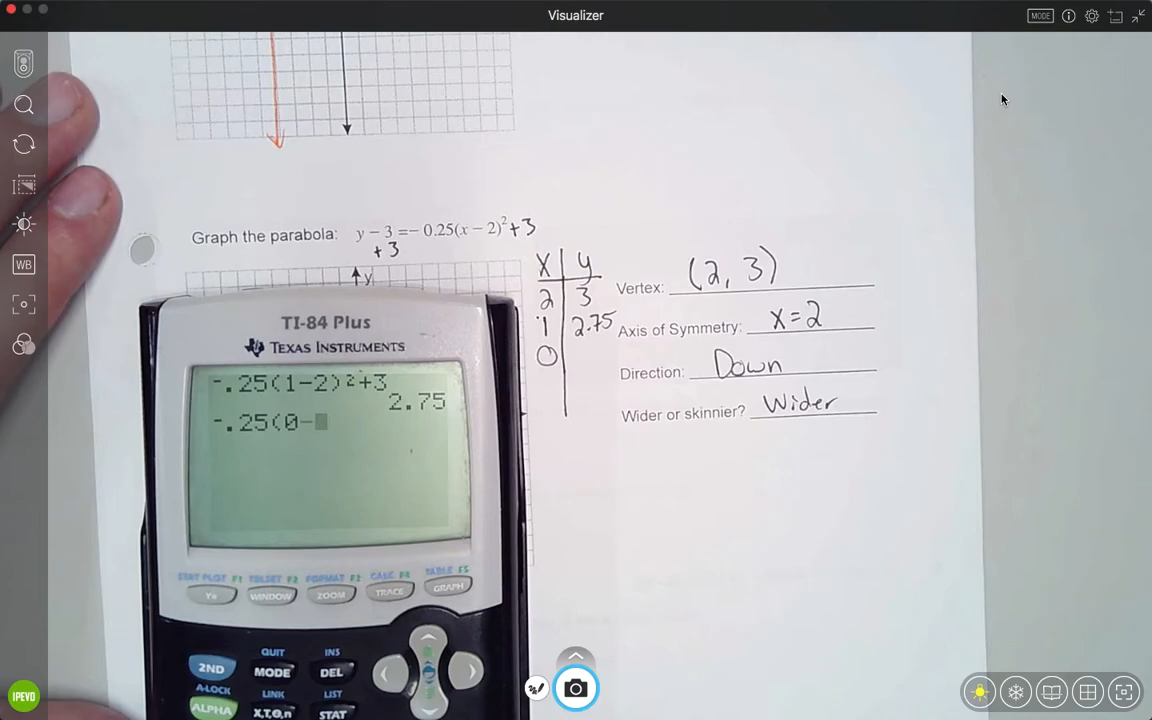 Visualizer
MODE
WB
Graph the parabola: y − 3 = − 0.25(x − 2)² +3
+ 3
y
x | y
2 | 3
1 | 2.75
0
Vertex: (2, 3)
Axis of Symmetry: x = 2
Direction: Down
Wider or skinnier? Wider
TI-84 Plus
TEXAS INSTRUMENTS
-.25(1-2)²+3
2.75
-.25(0-
STAT PLOT F1 TBLSET F2 FORMAT F3 CALC F4 TABLE F5
Y= WINDOW ZOOM TRACE GRAPH
QUIT INS
2ND MODE DEL
A-LOCK LINK LIST
ALPHA X,T,θ,n STAT
IPEVO